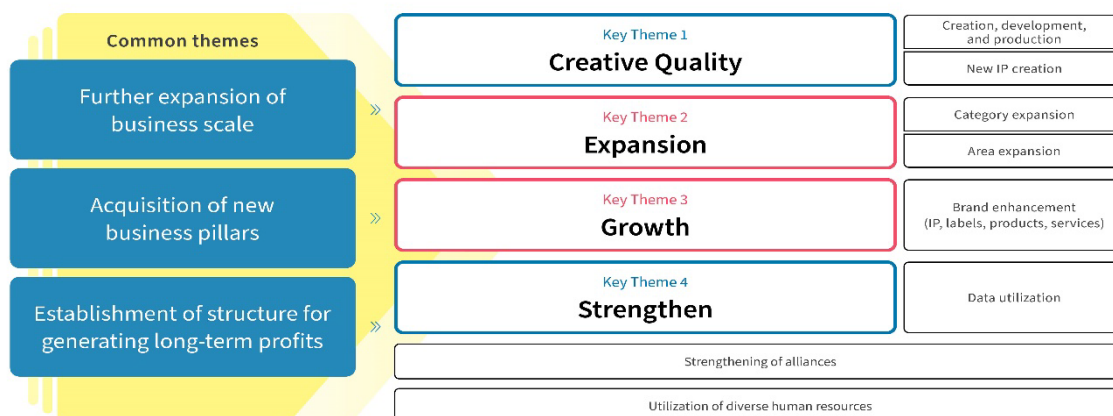 Common themes
Further expansion of
business scale
Acquisition of new
business pillars
Establishment of structure for
generating long-term profits
Key Theme 1
Creative Quality
Creation, development,
and production
New IP creation
Key Theme 2
Expansion
Category expansion
Area expansion
Key Theme 3
Growth
Brand enhancement
(IP, labels, products, services)
Key Theme 4
Strengthen
Data utilization
Strengthening of alliances
Utilization of diverse human resources